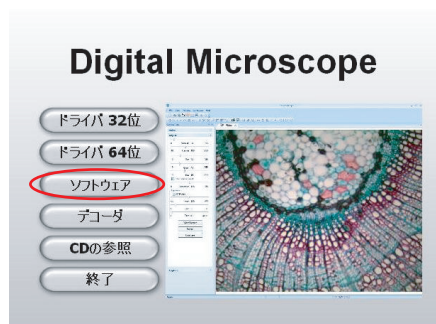 Digital Microscope
ドライバ 32位
ドライバ 64位
ソフトウェア
デコーダ
CDの参照
終了